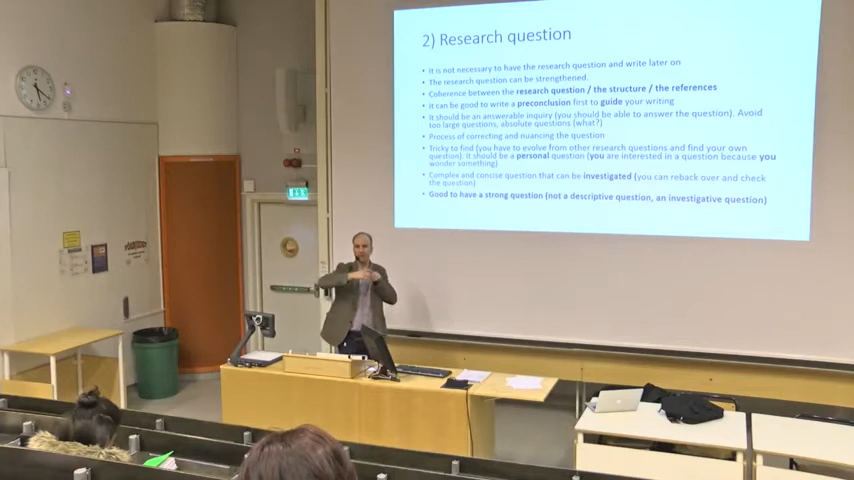 2) Research question
• It is not necessary to have the research question and write later on
• The research question can be strengthened.
• Coherence between the research question / the structure / the references
• it can be good to write a preconclusion first to guide your writing
• It should be an answerable inquiry (you should be able to answer the question). Avoid
too large questions, absolute questions (what?)
• Process of correcting and nuancing the question
• Tricky to find (you have to evolve from other research questions and find your own
question). It should be a personal question (you are interested in a question because you
wonder something)
• Complex and concise question that can be investigated (you can reback over and check
the question)
• Good to have a strong question (not a descriptive question, an investigative question)